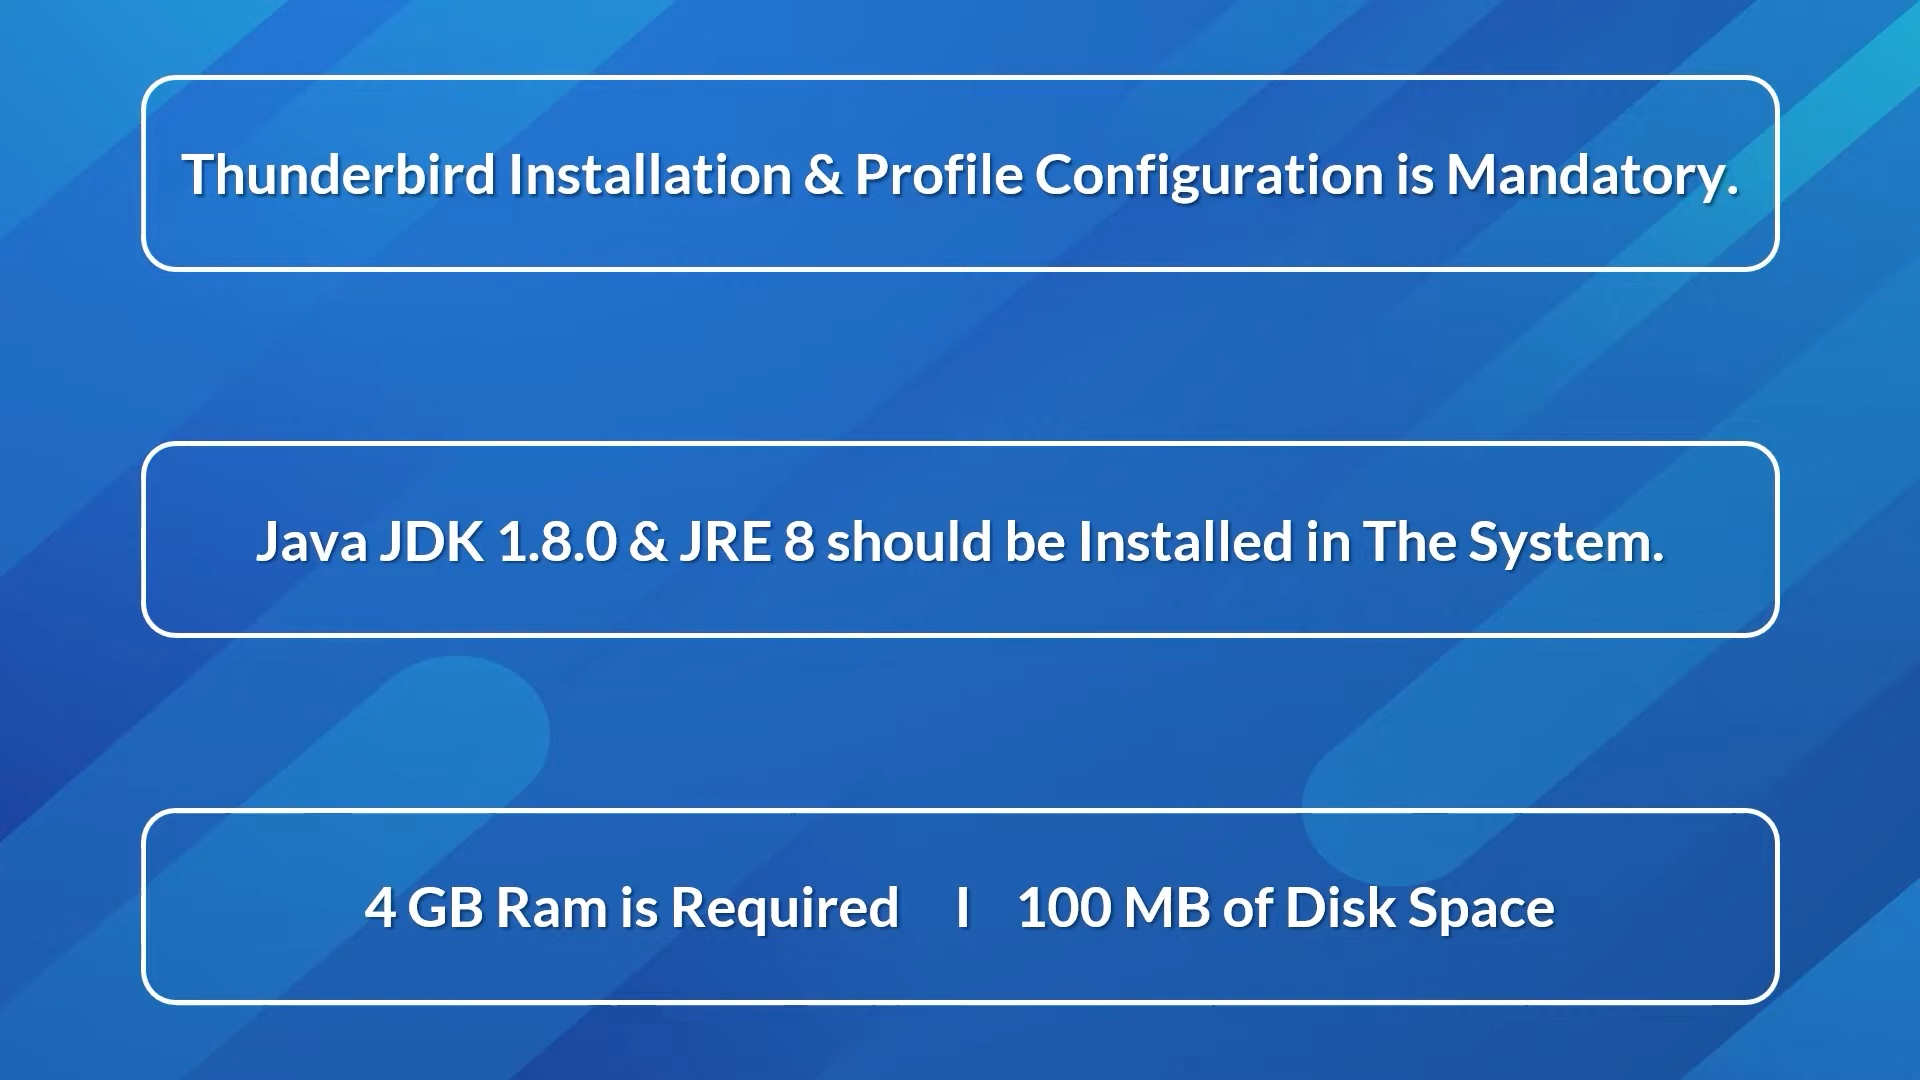 Thunderbird Installation & Profile Configuration is Mandatory.
Java JDK 1.8.0 & JRE 8 should be Installed in The System.
4 GB Ram is Required I 100 MB of Disk Space